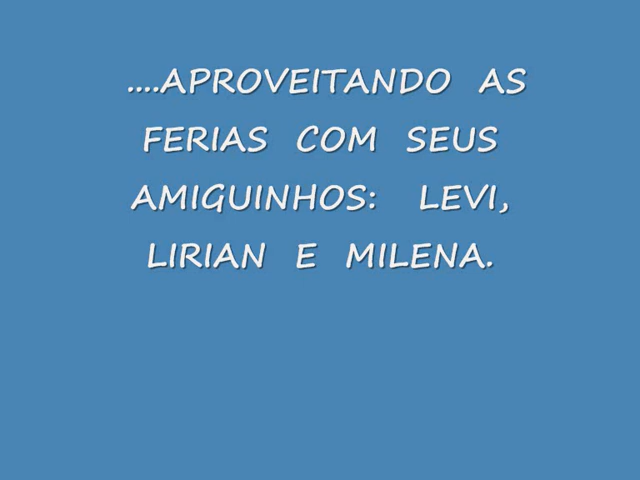 ....APROVEITANDO AS
FERIAS COM SEUS
AMIGUINHOS: LEVI,
LIRIAN E MILENA.